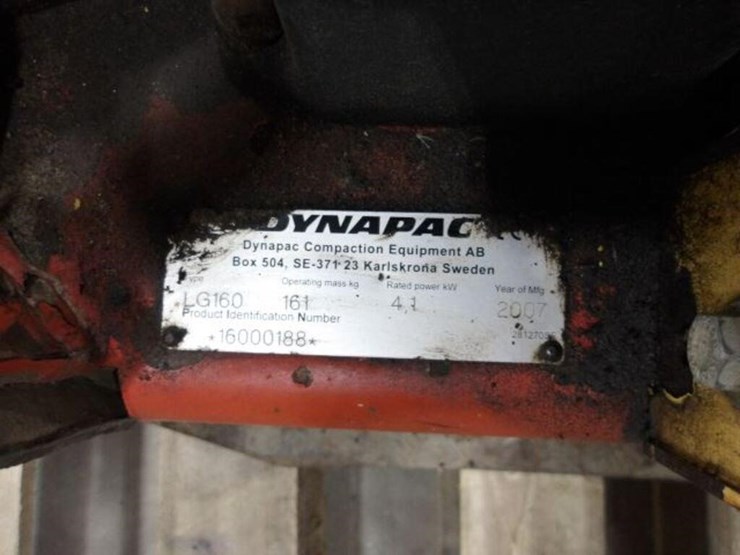 DYNAPAC
Dynapac Compaction Equipment AB
Box 504, SE-371 23 Karlskrona Sweden
Operating mass kg Rated power kW Year of Mfg
LG160 161 4,1 2007
Product Identification Number
*16000188*